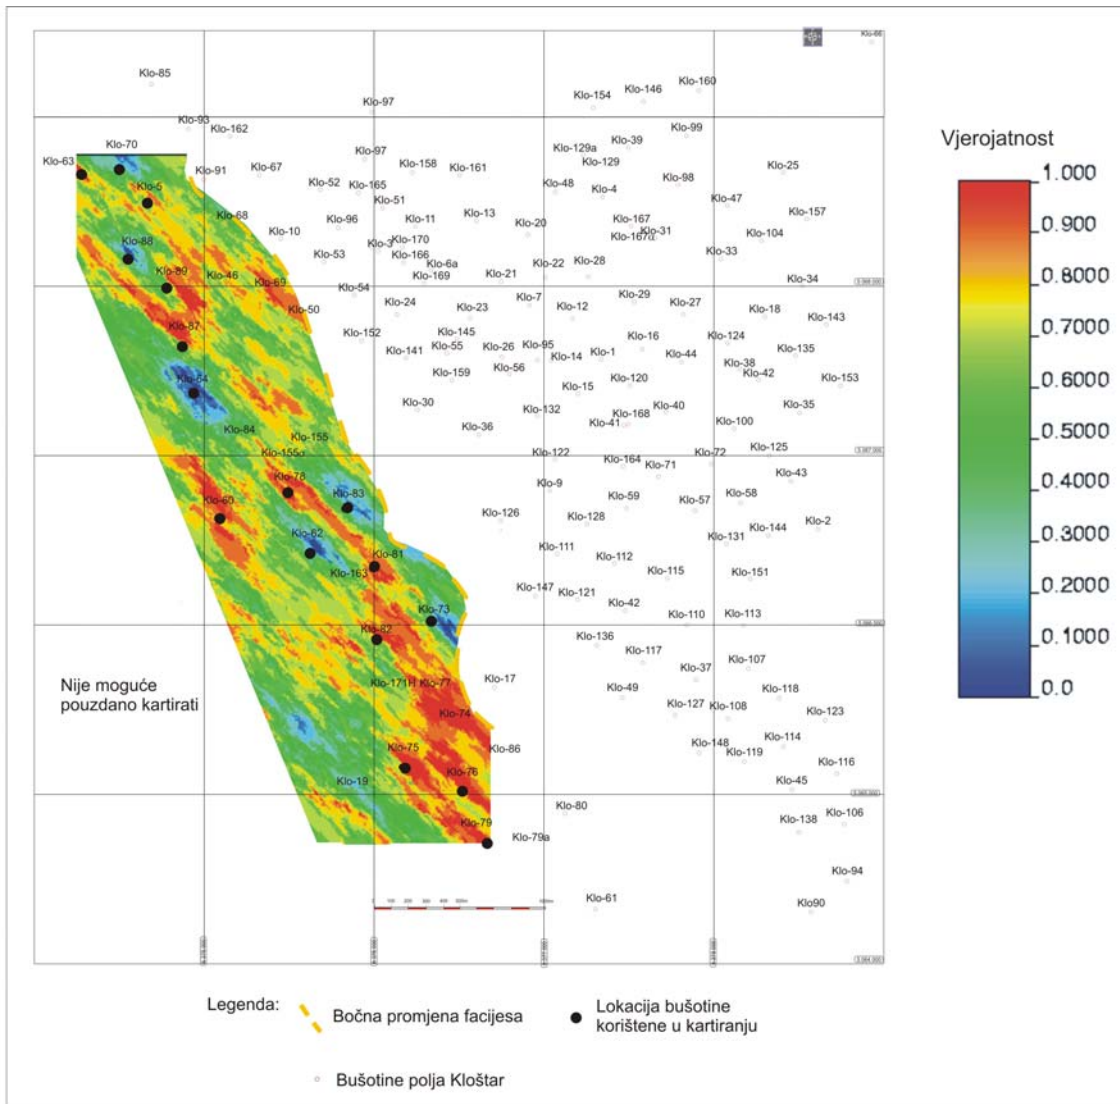 Klo-66
Klo-85
Klo-160
Klo-146
Klo-154
Klo-97
Klo-93
Klo-162
Klo-99
Klo-70
Klo-39
Klo-129a
Klo-97
Klo-129
Klo-63
Klo-158
Klo-161
Klo-25
Klo-91
Klo-67
Klo-98
Klo-52
Klo-165
Klo-48
Klo-4
Klo-5
Klo-51
Klo-47
Klo-68
Klo-96
Klo-11
Klo-13
Klo-20
Klo-167
Klo-157
Klo-10
Klo-170
Klo-31
Klo-167α
Klo-104
Klo-88
Klo-3
Klo-53
Klo-166
Klo-6a
Klo-22
Klo-28
Klo-33
Klo-89
Klo-46
Klo-69
Klo-169
Klo-21
Klo-34
Klo-54
Klo-50
Klo-24
Klo-23
Klo-7
Klo-12
Klo-29
Klo-27
Klo-18
Klo-143
Klo-87
Klo-152
Klo-145
Klo-16
Klo-124
Klo-141
Klo-55
Klo-26
Klo-95
Klo-14
Klo-1
Klo-44
Klo-135
Klo-38
Klo-64
Klo-159
Klo-56
Klo-15
Klo-120
Klo-42
Klo-153
Klo-30
Klo-132
Klo-168
Klo-40
Klo-35
Klo-84
Klo-155
Klo-36
Klo-41
Klo-100
Klo-155α
Klo-122
Klo-164
Klo-71
Klo-72
Klo-125
Klo-78
Klo-9
Klo-43
Klo-60
Klo-83
Klo-59
Klo-57
Klo-58
Klo-126
Klo-128
Klo-144
Klo-2
Klo-62
Klo-81
Klo-111
Klo-112
Klo-131
Klo-163
Klo-115
Klo-151
Klo-147
Klo-121
Klo-42
Klo-73
Klo-110
Klo-113
Klo-82
Klo-136
Klo-117
Klo-37
Klo-107
Klo-171H
Klo-77
Klo-17
Klo-49
Klo-118
Klo-74
Klo-127
Klo-108
Klo-123
Klo-75
Klo-86
Klo-148
Klo-119
Klo-114
Klo-116
Klo-19
Klo-76
Klo-45
Klo-80
Klo-79
Klo-79a
Klo-138
Klo-106
Klo-94
Klo-61
Klo90
Nije moguće
pouzdano kartirati
Vjerojatnost
1.000
0.900
0.8000
0.7000
0.6000
0.5000
0.4000
0.3000
0.2000
0.1000
0.0
Legenda:
Bočna promjena facijesa
Lokacija bušotine
korištene u kartiranju
Bušotine polja Kloštar